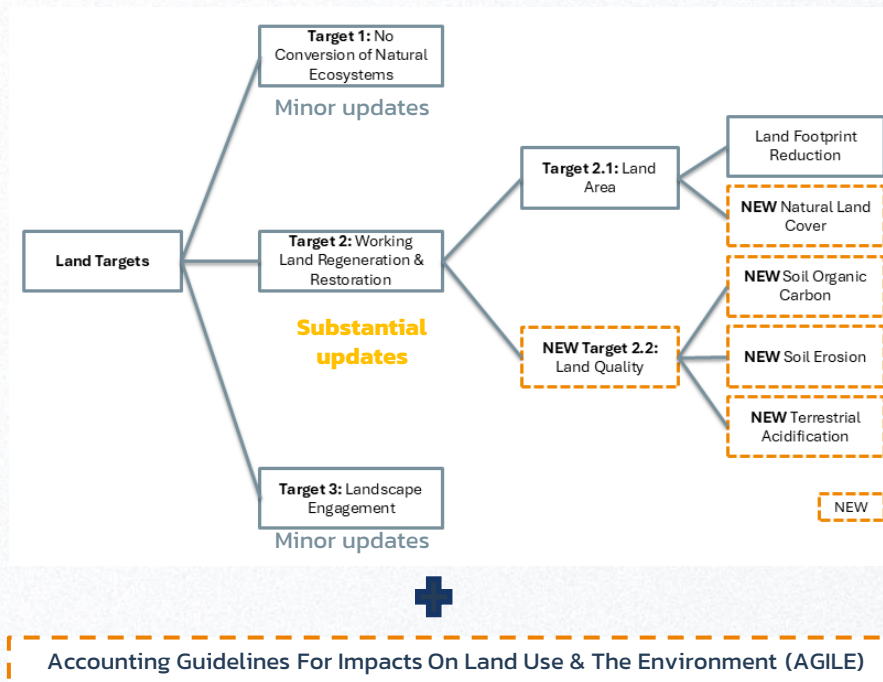 Target 1: No
Conversion of Natural
Ecosystems
Minor updates
Land Footprint
Reduction
Target 2.1: Land
Area
NEW Natural Land
Cover
Land Targets
Target 2: Working
Land Regeneration &
Restoration
NEW Soil Organic
Carbon
Substantial
updates
NEW Target 2.2:
Land Quality
NEW Soil Erosion
NEW Terrestrial
Acidification
Target 3: Landscape
Engagement
Minor updates
NEW
Accounting Guidelines For Impacts On Land Use & The Environment (AGILE)